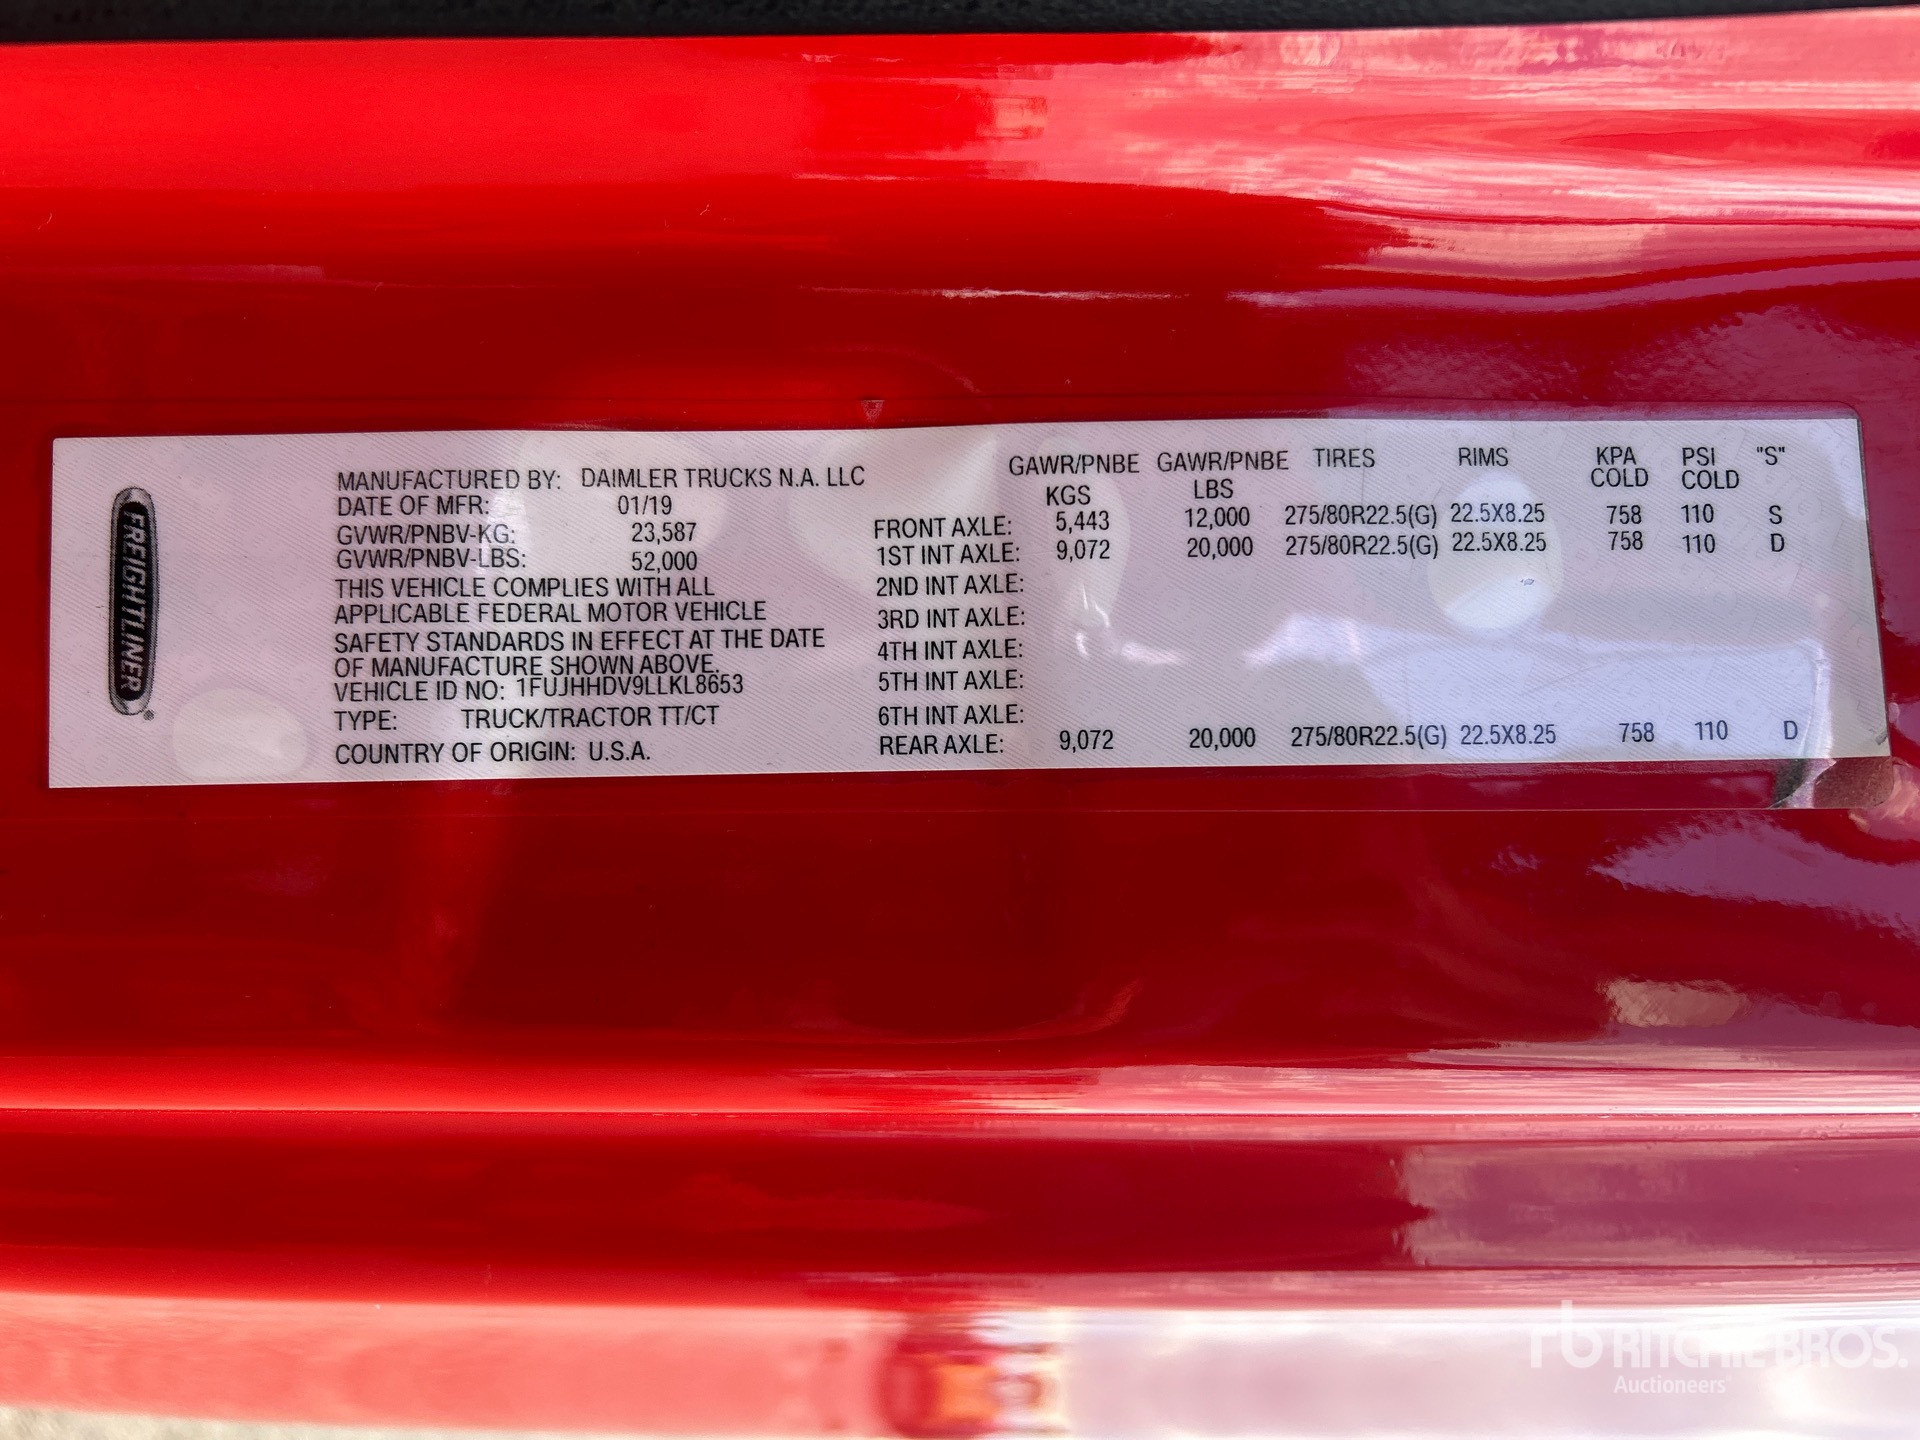 FREIGHTLINER®
MANUFACTURED BY: DAIMLER TRUCKS N.A. LLC
DATE OF MFR: 01/19
GVWR/PNBV-KG: 23,587
GVWR/PNBV-LBS: 52,000
THIS VEHICLE COMPLIES WITH ALL
APPLICABLE FEDERAL MOTOR VEHICLE
SAFETY STANDARDS IN EFFECT AT THE DATE
OF MANUFACTURE SHOWN ABOVE.
VEHICLE ID NO: 1FUJHHDV9LLKL8653
TYPE: TRUCK/TRACTOR TT/CT
COUNTRY OF ORIGIN: U.S.A.
GAWR/PNBE GAWR/PNBE TIRES RIMS KPA PSI "S"
KGS LBS COLD COLD
FRONT AXLE: 5,443 12,000 275/80R22.5(G) 22.5X8.25 758 110 S
1ST INT AXLE: 9,072 20,000 275/80R22.5(G) 22.5X8.25 758 110 D
2ND INT AXLE:
3RD INT AXLE:
4TH INT AXLE:
5TH INT AXLE:
6TH INT AXLE:
REAR AXLE: 9,072 20,000 275/80R22.5(G) 22.5X8.25 758 110 D
rb RITCHIE BROS.
Auctioneers